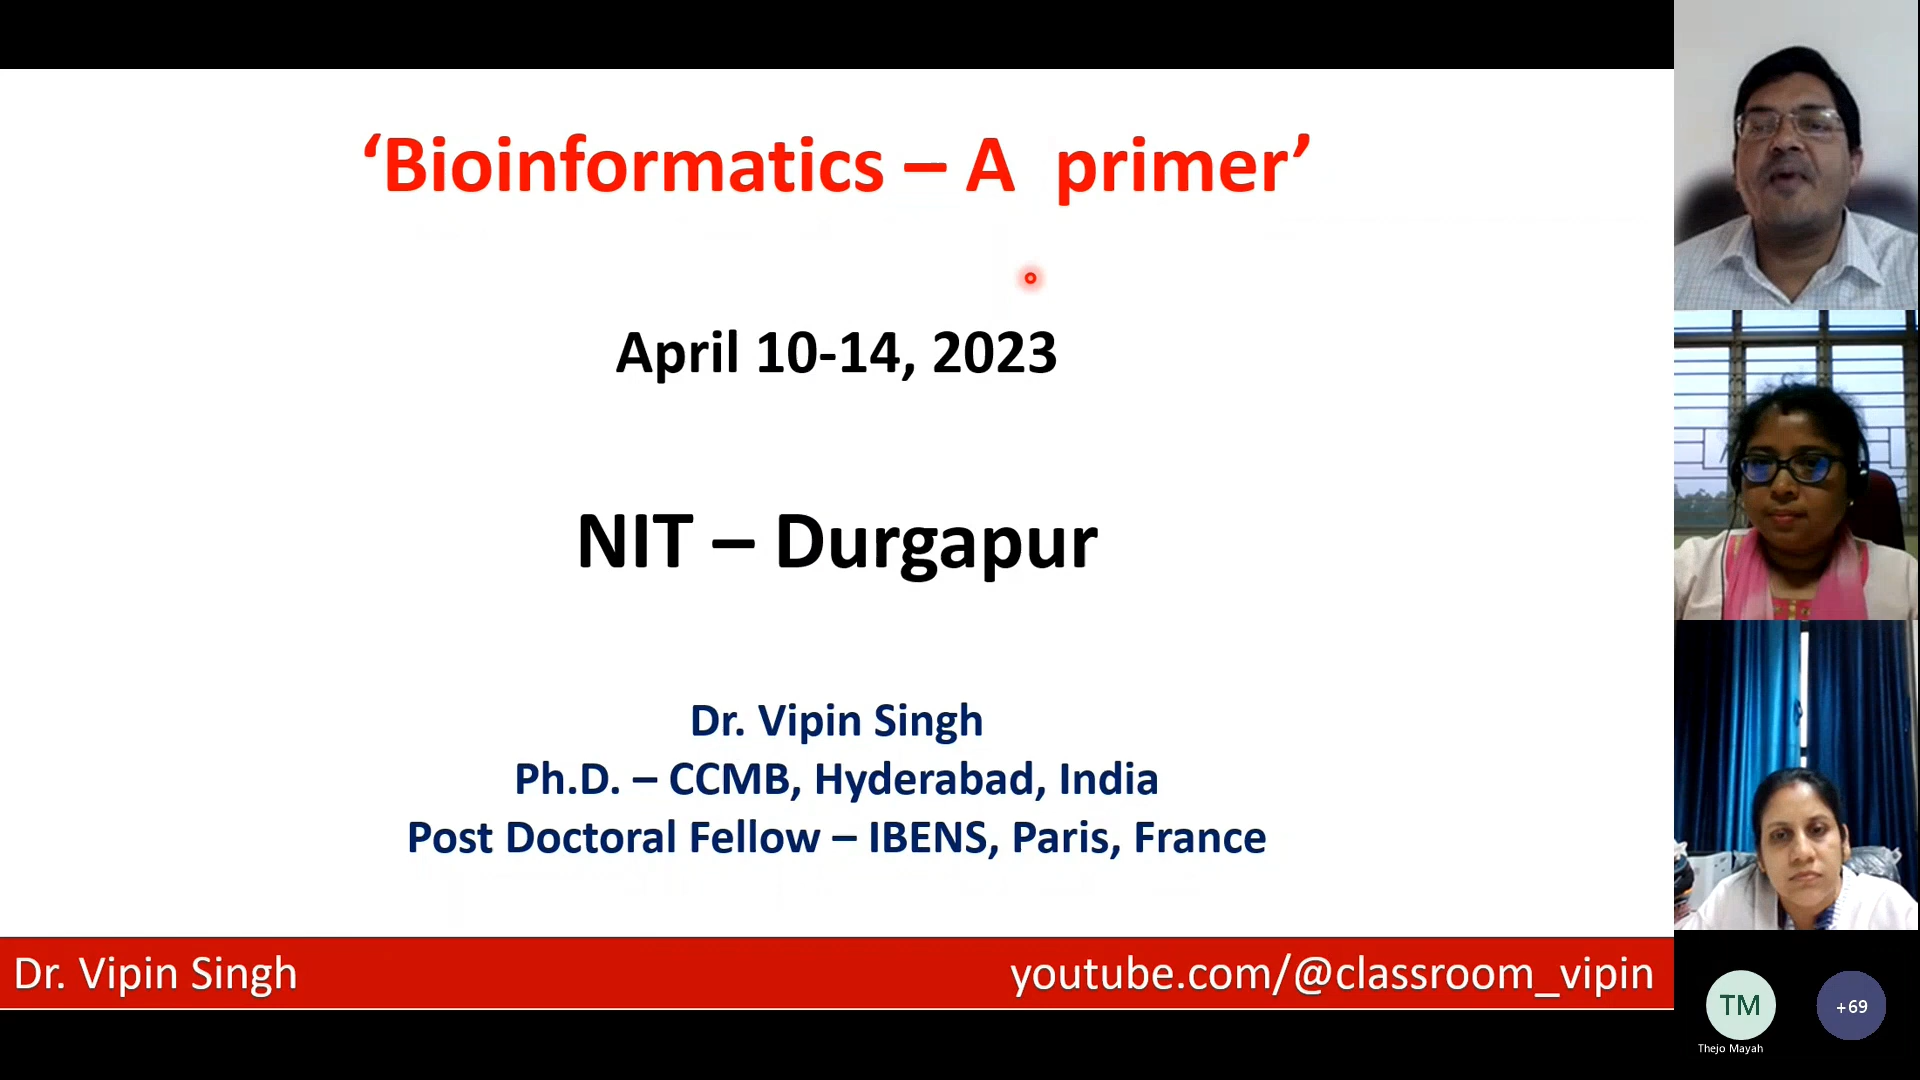 ‘Bioinformatics – A  primer’
April 10-14, 2023
NIT – Durgapur
Dr. Vipin Singh
Ph.D. – CCMB, Hyderabad, India
Post Doctoral Fellow – IBENS, Paris, France
Dr. Vipin Singh
youtube.com/@classroom_vipin
TM
+69
Thejo Mayah